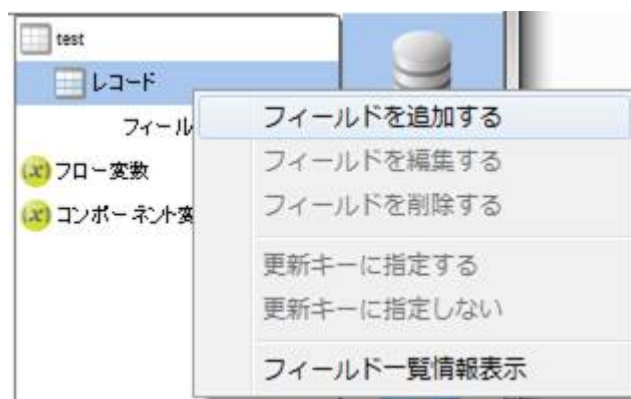 test
レコード
フィール
フロー変数
コンポーネント変
フィールドを追加する
フィールドを編集する
フィールドを削除する
更新キーに指定する
更新キーに指定しない
フィールド一覧情報表示